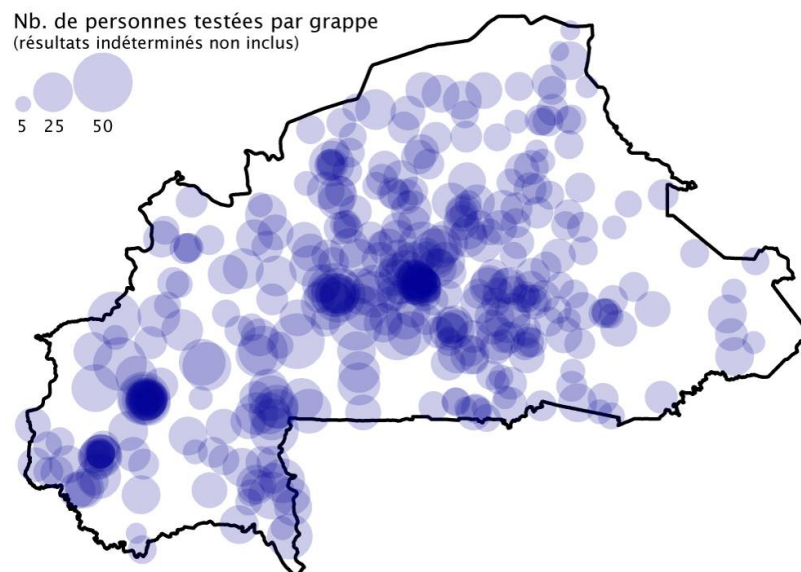 Nb. de personnes testées par grappe
(résultats indéterminés non inclus)
5 25 50